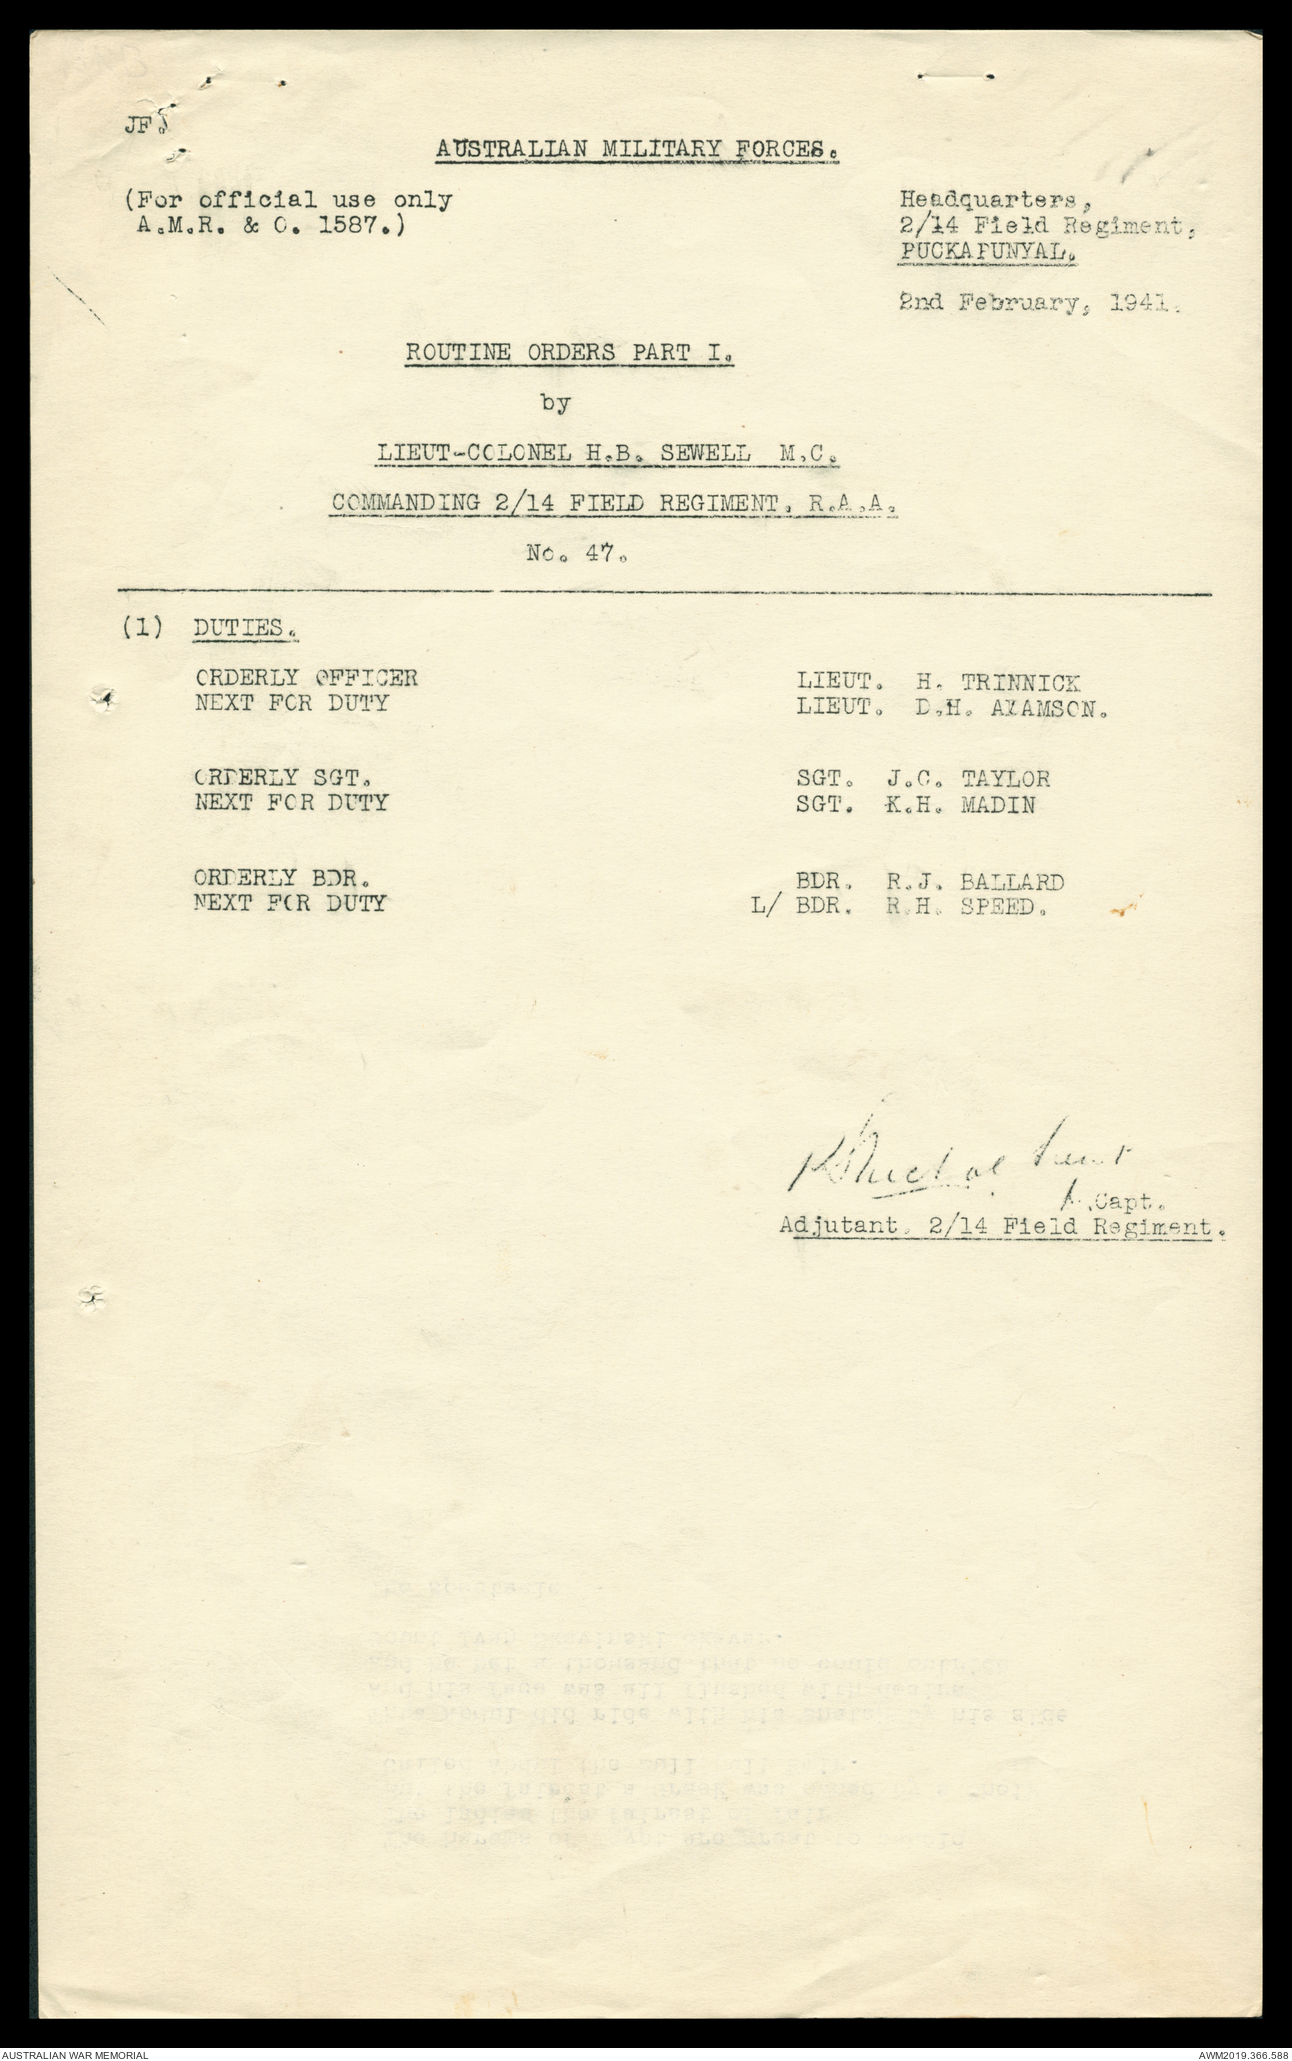 JF.
AUSTRALIAN MILITARY FORCES.
(For official use only
A.M.R. & O. 1587.)
Headquarters,
2/14 Field Regiment,
PUCKAPUNYAL.
2nd February, 1941.
ROUTINE ORDERS PART I.
by
LIEUT-COLONEL H.B. SEWELL M.C.
COMMANDING 2/14 FIELD REGIMENT, R.A.A.
No. 47.
(1) DUTIES.
ORDERLY OFFICER LIEUT. H. TRINNICK
NEXT FOR DUTY LIEUT. D.H. ADAMSON.
ORDERLY SGT. SGT. J.C. TAYLOR
NEXT FOR DUTY SGT. K.H. MADIN
ORDERLY BDR. BDR. R.J. BALLARD
NEXT FOR DUTY L/ BDR. R.H. SPEED.
Capt.
Adjutant, 2/14 Field Regiment.
AUSTRALIAN WAR MEMORIAL
AWM2019.366.588